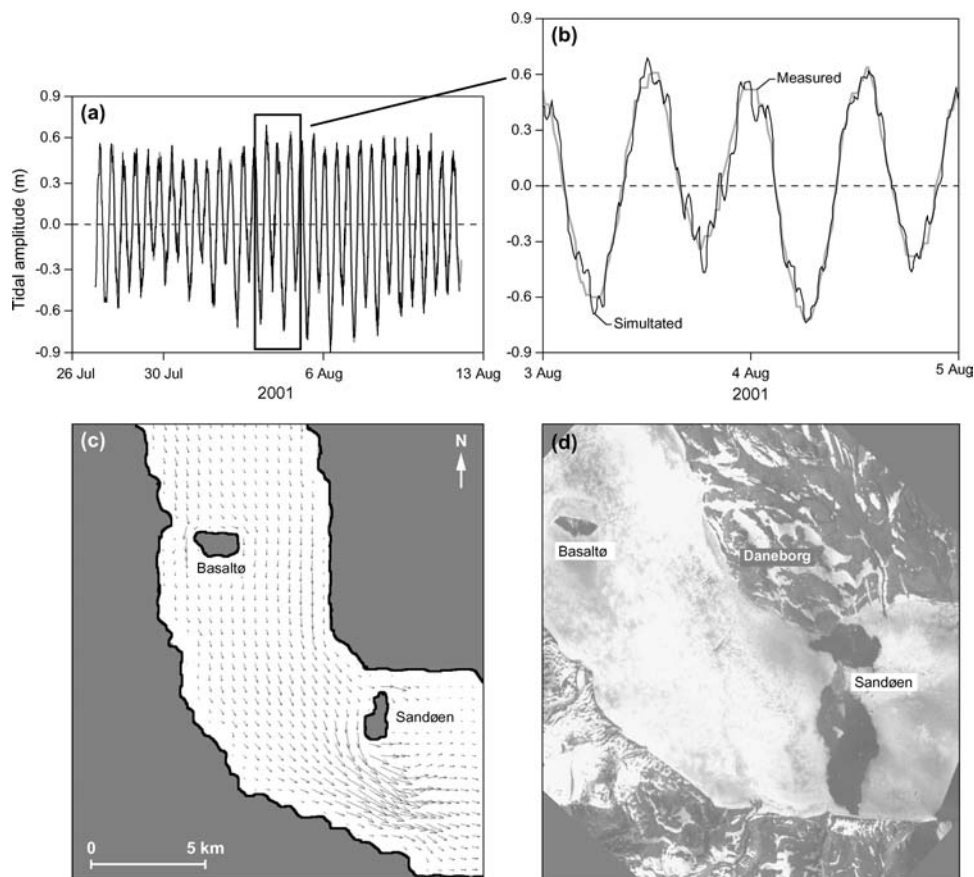 (a)
Tidal amplitude (m)
0.9
0.6
0.3
0.0
-0.3
-0.6
-0.9
26 Jul
30 Jul
6 Aug
13 Aug
2001
(b)
0.9
0.6
0.3
0.0
-0.3
-0.6
-0.9
Measured
Simultated
3 Aug
4 Aug
5 Aug
2001
(c)
N
Basaltø
Sandøen
0
5 km
(d)
Basaltø
Daneborg
Sandøen